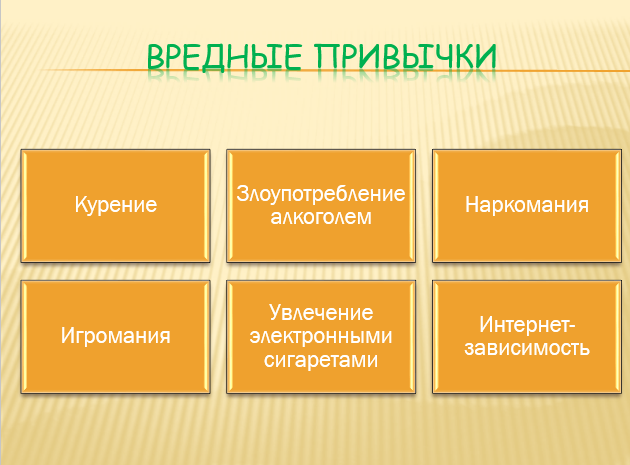 ВРЕДНЫЕ ПРИВЫЧКИ
Курение
Злоупотребление
алкоголем
Наркомания
Игромания
Увлечение
электронными
сигаретами
Интернет-
зависимость